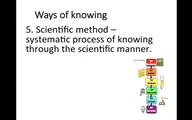 Ways of knowing
5. Scientific method –
systematic process of knowing
through the scientific manner.